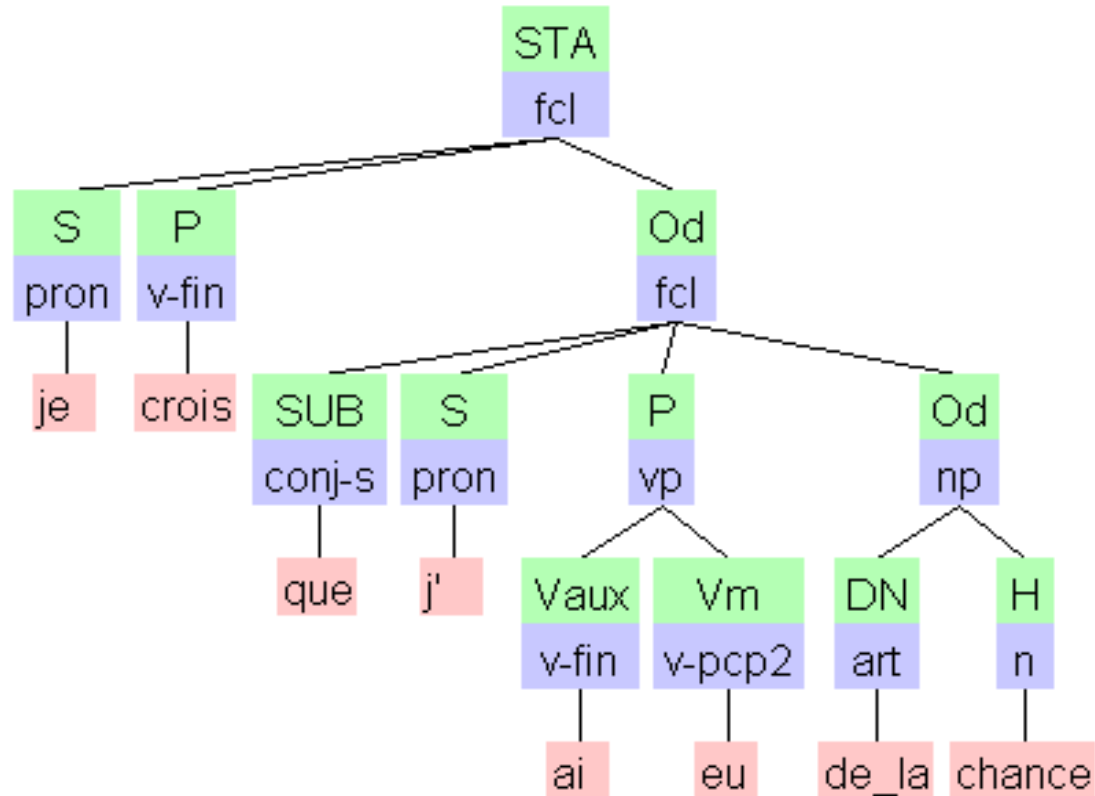 STA
fcl
S P Od
pron v-fin fcl
je crois SUB S P Od
conj-s pron vp np
que j' Vaux Vm DN H
v-fin v-pcp2 art n
ai eu de_la chance